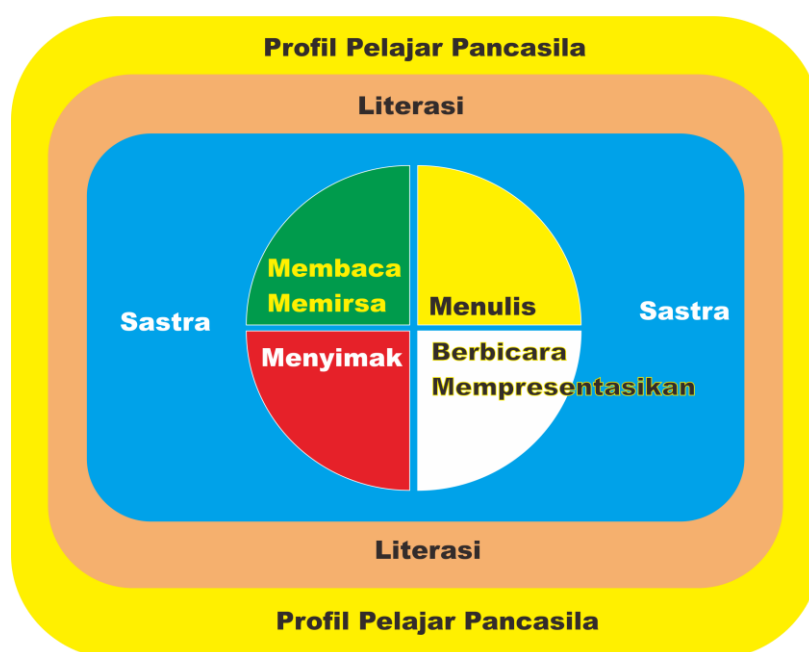 Profil Pelajar Pancasila
Literasi
Membaca
Memirsa
Menulis
Sastra
Sastra
Menyimak
Berbicara
Mempresentasikan
Literasi
Profil Pelajar Pancasila